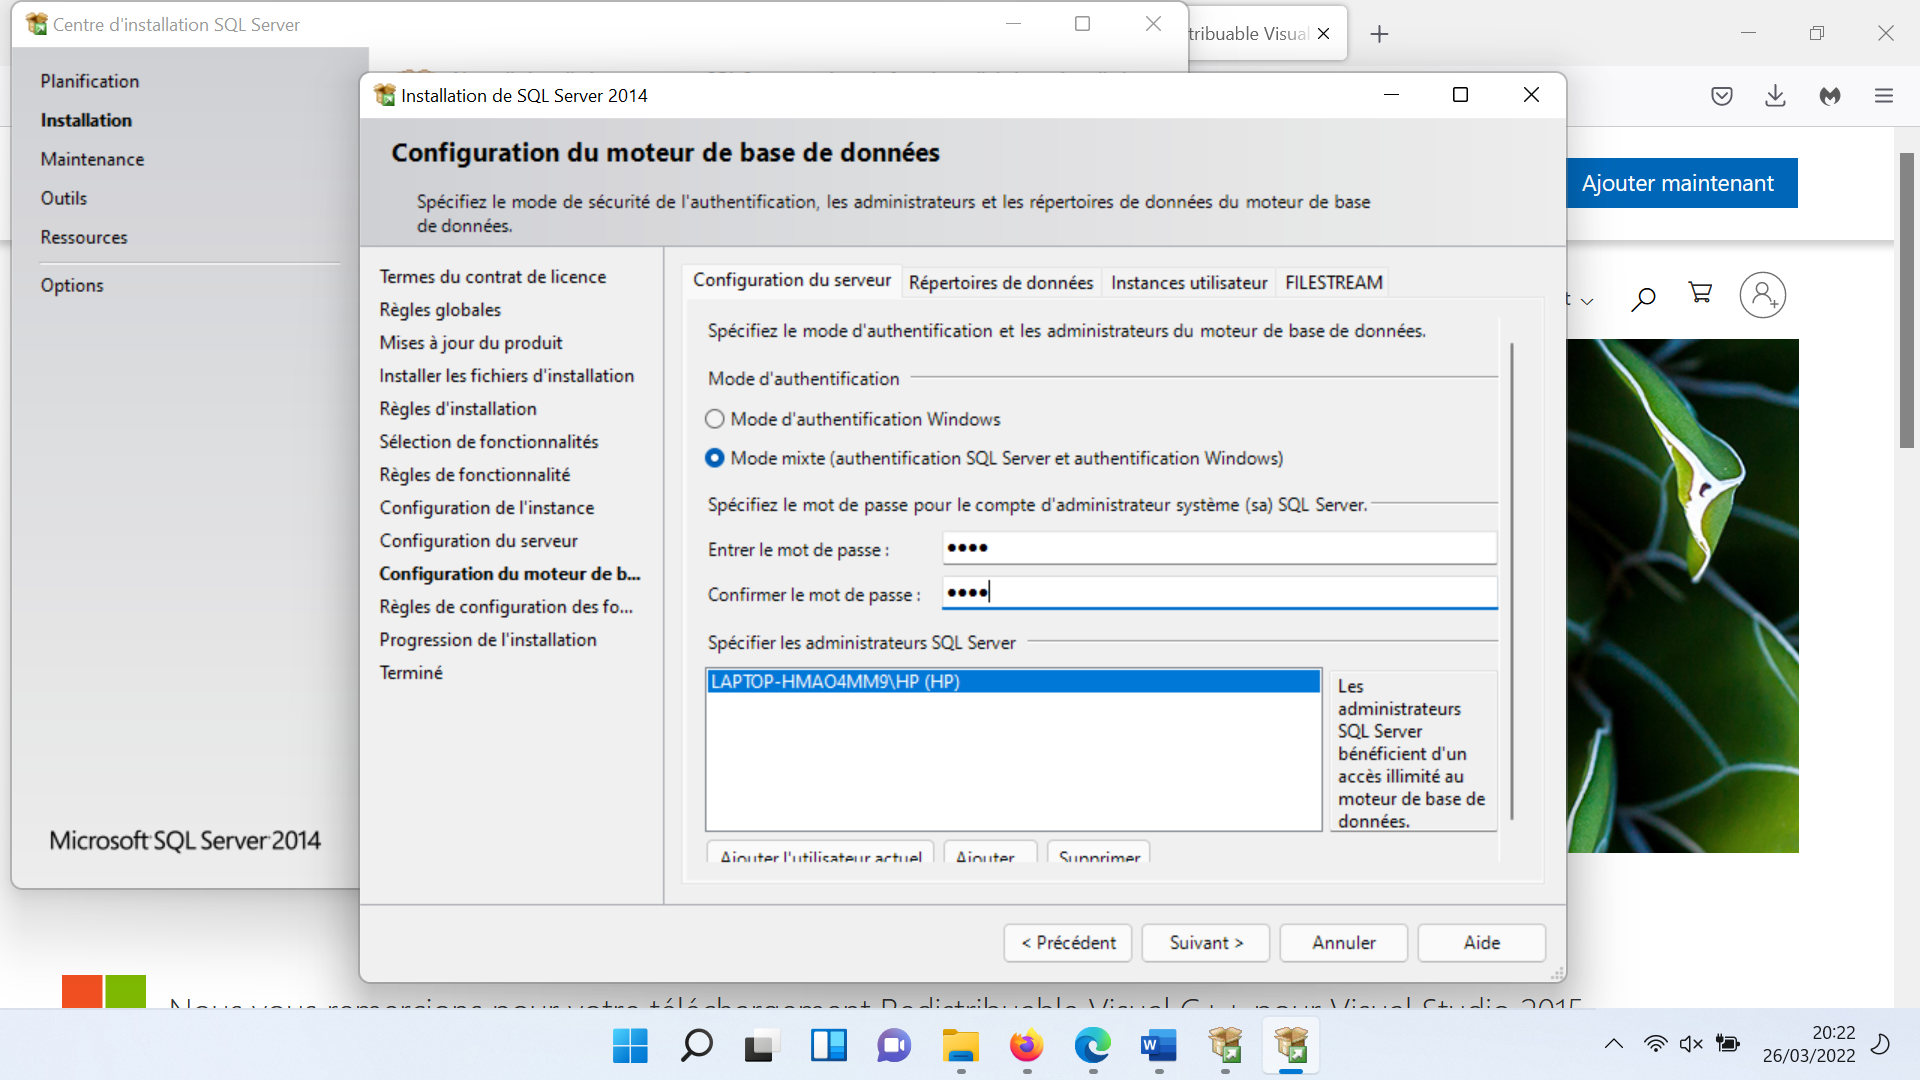 Centre d'installation SQL Server
tribuable Visual
Planification
Installation
Maintenance
Outils
Ressources
Options
Microsoft SQL Server 2014
Installation de SQL Server 2014
Configuration du moteur de base de données
Spécifiez le mode de sécurité de l'authentification, les administrateurs et les répertoires de données du moteur de base
de données.
Termes du contrat de licence
Règles globales
Mises à jour du produit
Installer les fichiers d'installation
Règles d'installation
Sélection de fonctionnalités
Règles de fonctionnalité
Configuration de l'instance
Configuration du serveur
Configuration du moteur de b...
Règles de configuration des fo...
Progression de l'installation
Terminé
Configuration du serveur Répertoires de données Instances utilisateur FILESTREAM
Spécifiez le mode d'authentification et les administrateurs du moteur de base de données.
Mode d'authentification
Mode d'authentification Windows
Mode mixte (authentification SQL Server et authentification Windows)
Spécifiez le mot de passe pour le compte d'administrateur système (sa) SQL Server.
Entrer le mot de passe : ●●●●
Confirmer le mot de passe : ●●●●
Spécifier les administrateurs SQL Server
LAPTOP-HMAO4MM9\HP (HP)
Les
administrateurs
SQL Server
bénéficient d'un
accès illimité au
moteur de base de
données.
Ajouter l'utilisateur actuel Ajouter... Supprimer
< Précédent Suivant > Annuler Aide
Ajouter maintenant
t
Nous vous remercions pour votre téléchargement Redistribuable Visual C++ pour Visual Studio 2015
W
20:22
26/03/2022